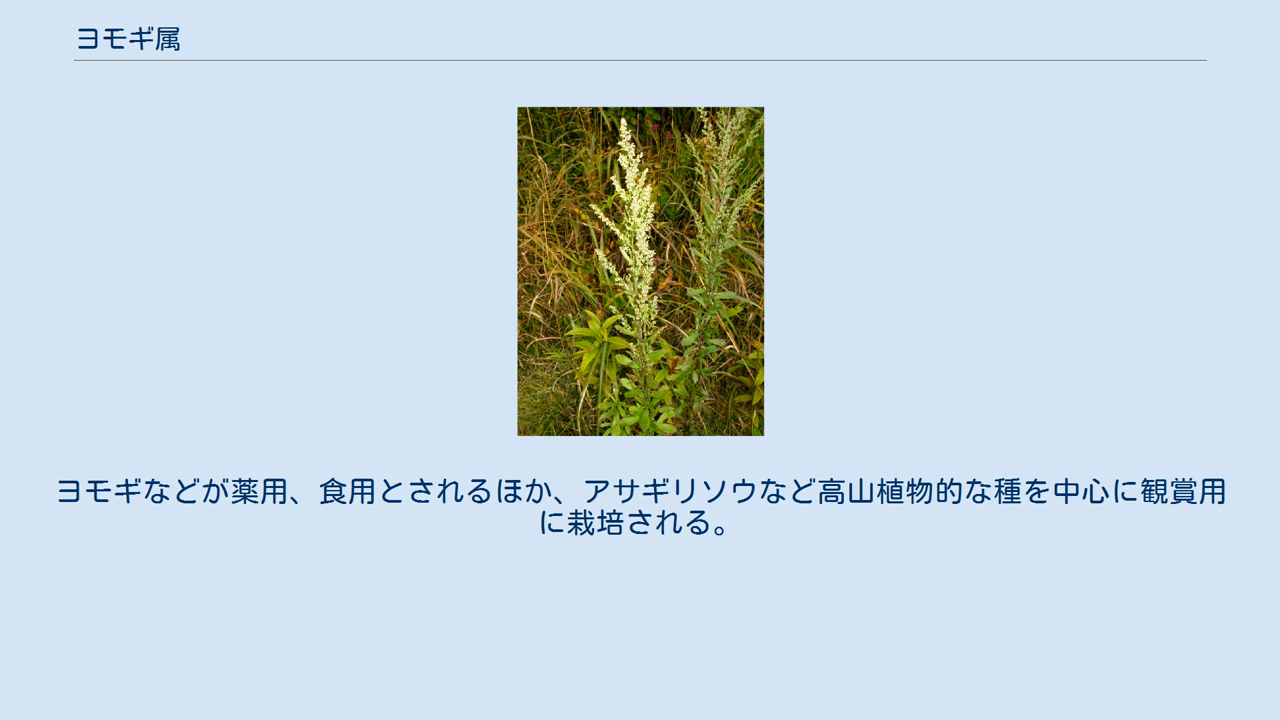 ヨモギ属
ヨモギなどが薬用、食用とされるほか、アサギリソウなど高山植物的な種を中心に観賞用
に栽培される。